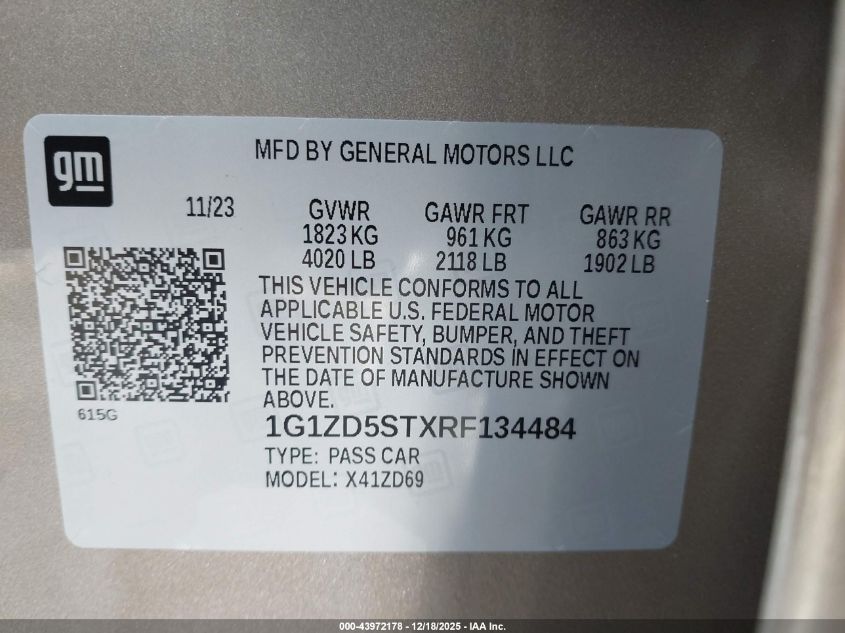 gm
MFD BY GENERAL MOTORS LLC
11/23 GVWR GAWR FRT GAWR RR
1823 KG 961 KG 863 KG
4020 LB 2118 LB 1902 LB
THIS VEHICLE CONFORMS TO ALL
APPLICABLE U.S. FEDERAL MOTOR
VEHICLE SAFETY, BUMPER, AND THEFT
PREVENTION STANDARDS IN EFFECT ON
THE DATE OF MANUFACTURE SHOWN
ABOVE.
615G
1G1ZD5STXRF134484
TYPE: PASS CAR
MODEL: X41ZD69
000-43972178 - 12/18/2025 - IAA Inc.